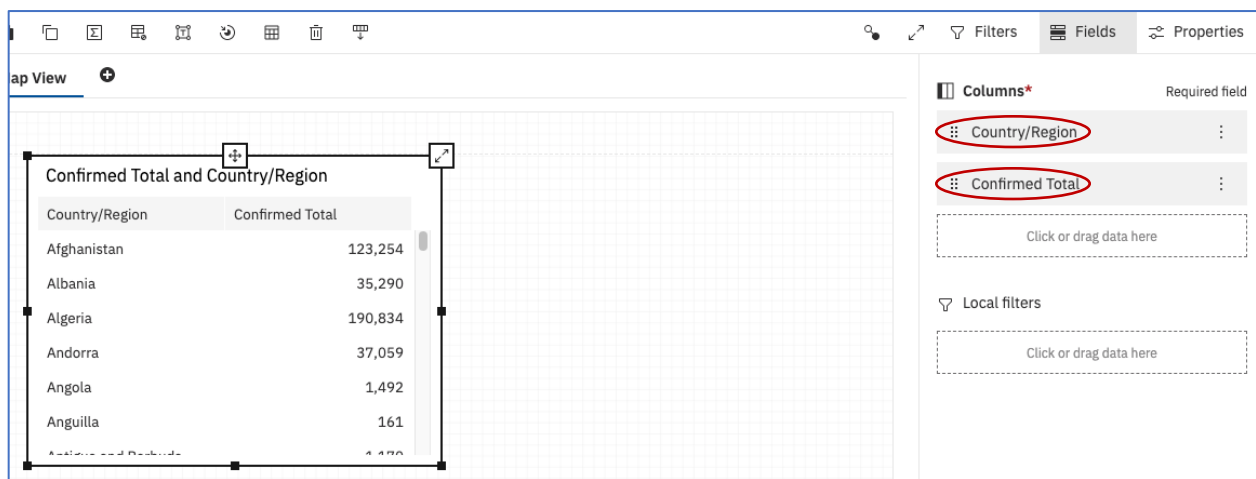 Filters Fields Properties
ap View
Columns* Required field
Country/Region
Confirmed Total
Click or drag data here
Local filters
Click or drag data here
Confirmed Total and Country/Region
Country/Region Confirmed Total
Afghanistan 123,254
Albania 35,290
Algeria 190,834
Andorra 37,059
Angola 1,492
Anguilla 161